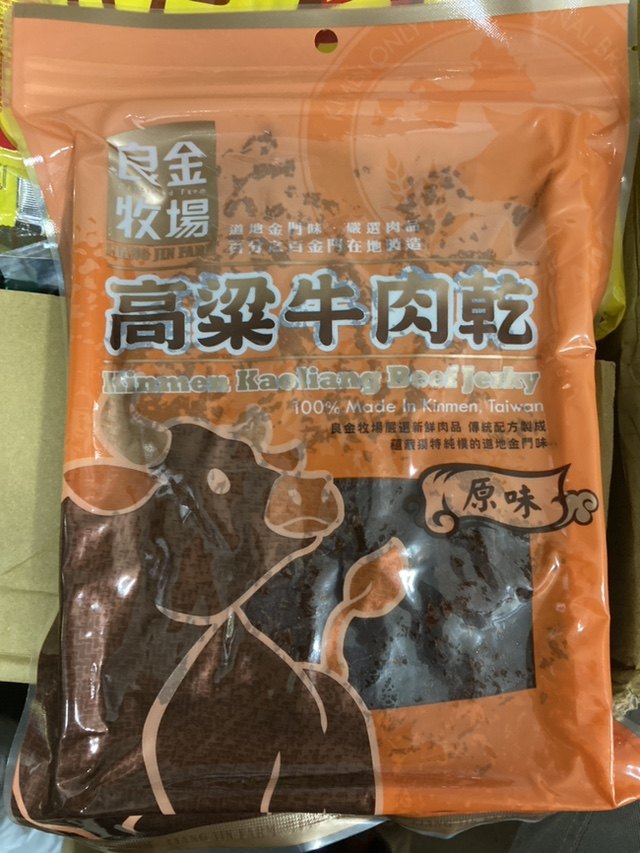 良金
牧場
LIANG JIN FARM
道地金門味・嚴選肉品
百分之百金門在地製造
高粱牛肉乾
Kinmen Kaoliang Beef Jerky
100% Made In Kinmen, Taiwan
良金牧場嚴選新鮮肉品 傳統配方製成
蘊藏獨特純樸的道地金門味
原味
LIANG JIN FARM